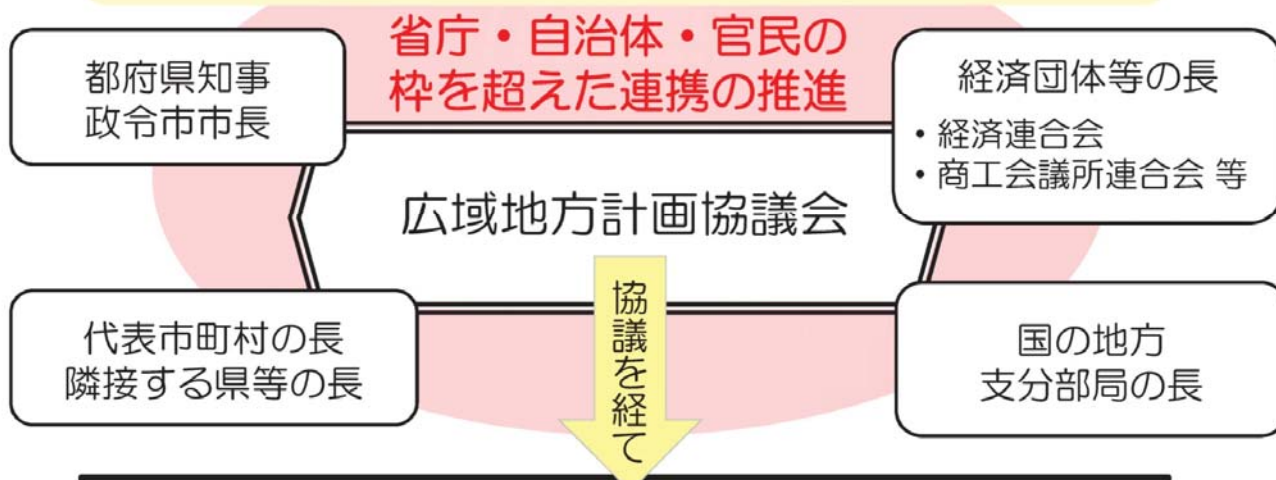 省庁・自治体・官民の
枠を超えた連携の推進
都府県知事
政令市市長
経済団体等の長
・経済連合会
・商工会議所連合会 等
広域地方計画協議会
代表市町村の長
隣接する県等の長
協議を経て
国の地方
支分部局の長